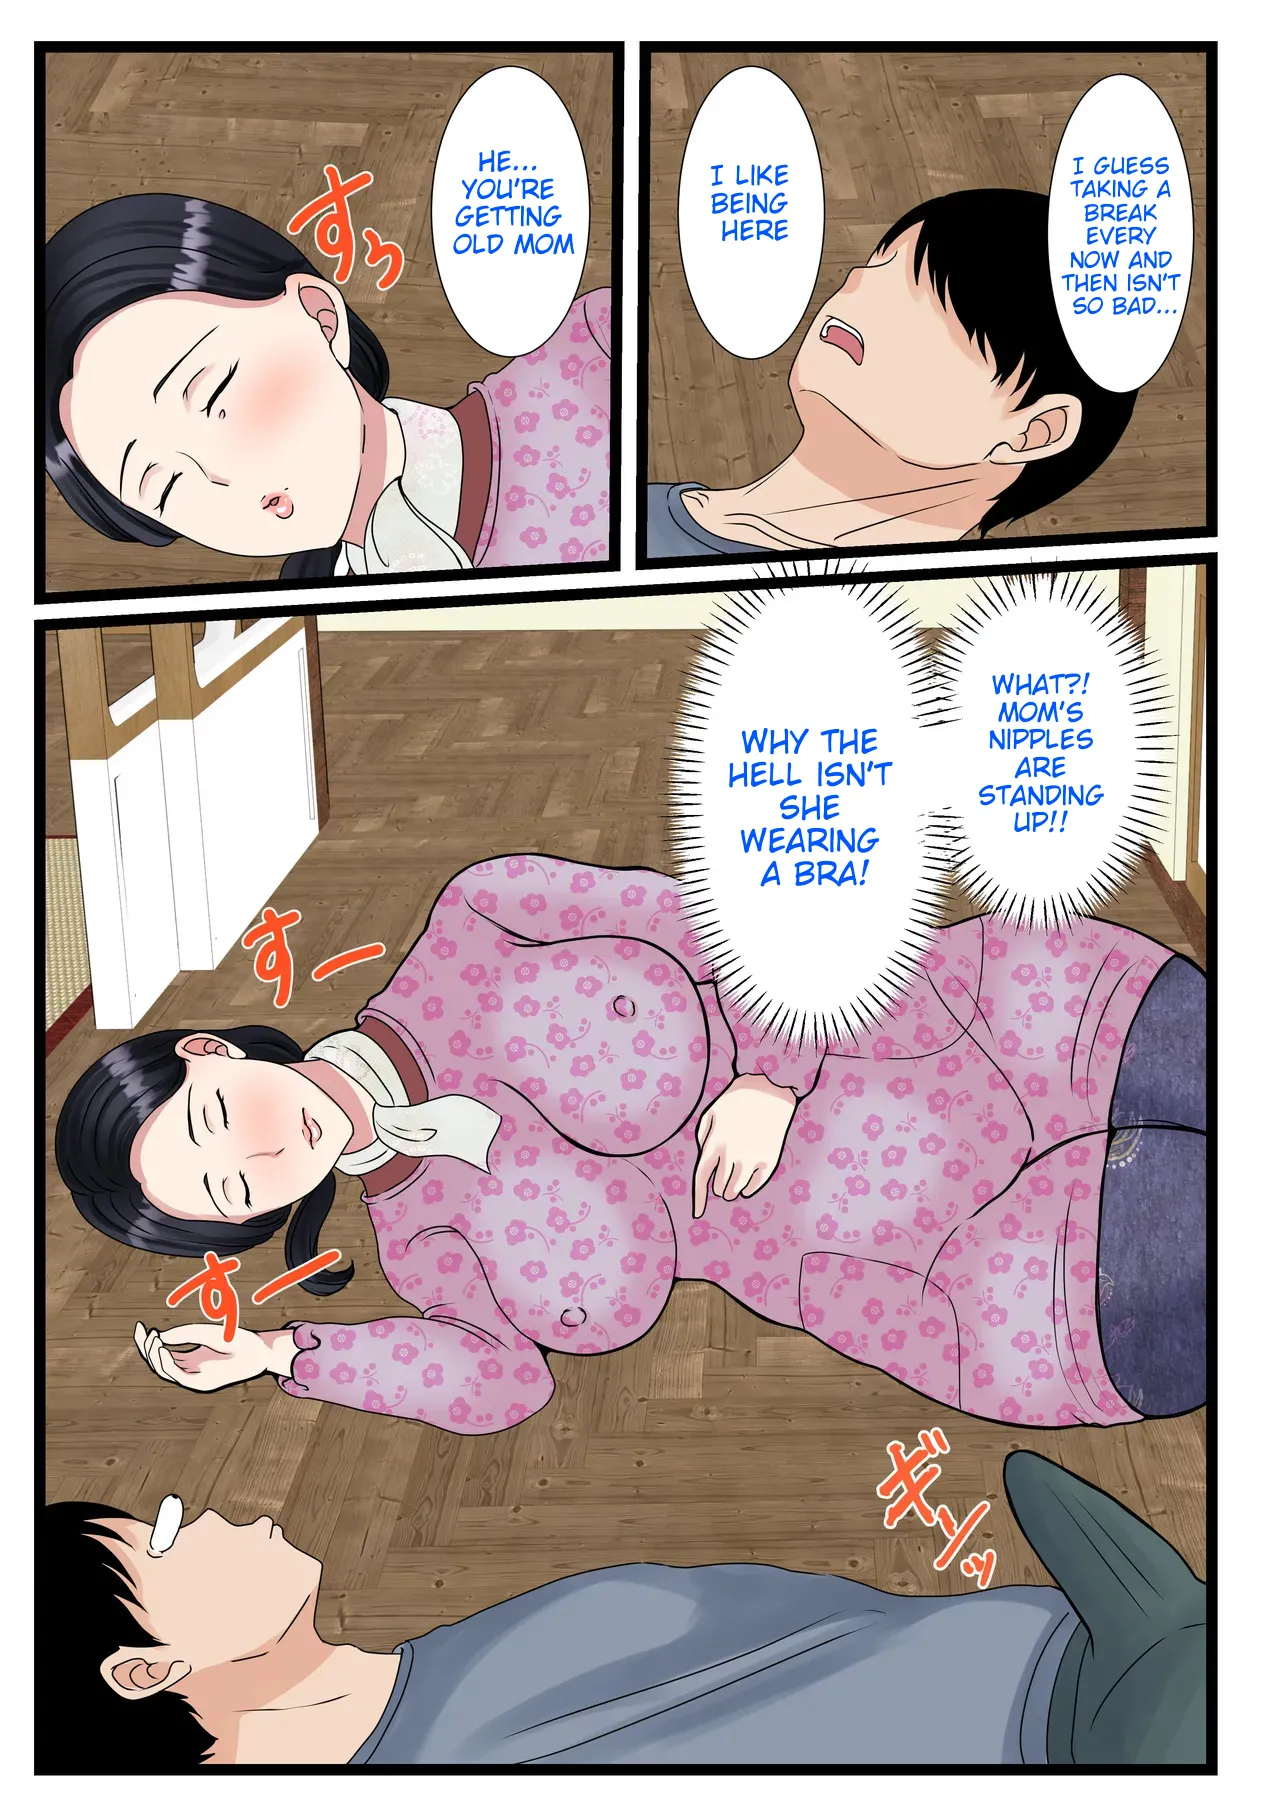 I GUESS
TAKING A
BREAK
EVERY
NOW AND
THEN ISN'T
SO BAD...
I LIKE
BEING
HERE
HE...
YOU'RE
GETTING
OLD MOM
すぅ
WHAT?!
MOM'S
NIPPLES
ARE
STANDING
UP!!
WHY THE
HELL ISN'T
SHE
WEARING
A BRA!
すー
すー
ギンッ